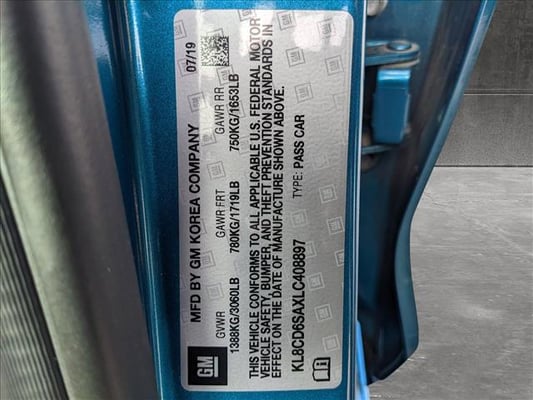 GM
MFD BY GM KOREA COMPANY 07/19
GVWR GAWR FRT GAWR RR
1388KG/3060LB 780KG/1719LB 750KG/1653LB
THIS VEHICLE CONFORMS TO ALL APPLICABLE U.S. FEDERAL MOTOR
VEHICLE SAFETY, BUMPER, AND THEFT PREVENTION STANDARDS IN
EFFECT ON THE DATE OF MANUFACTURE SHOWN ABOVE.
KL8CD6SAXLC408897 TYPE: PASS CAR